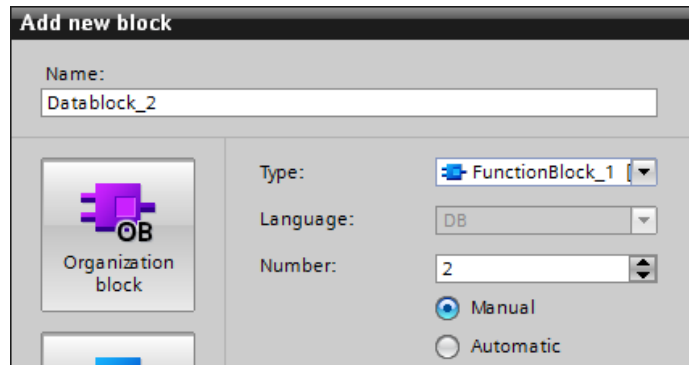 Add new block
Name:
Datablock_2
Type:
FunctionBlock_1 [
Language:
DB
Number:
2
Manual
Automatic
OB
Organization
block